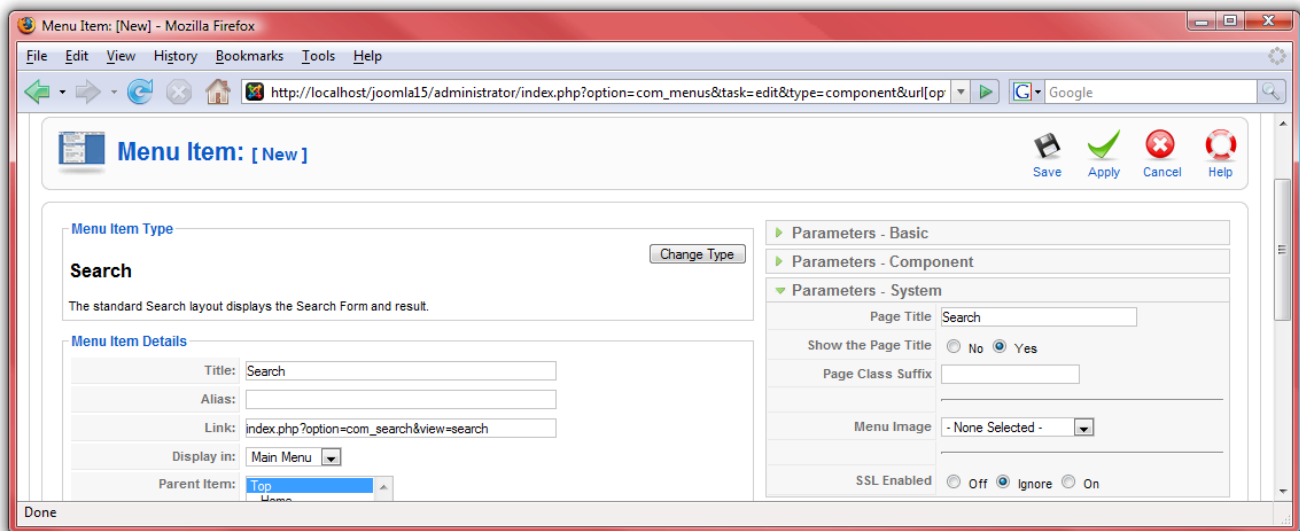 Menu Item: [New] - Mozilla Firefox
File Edit View History Bookmarks Tools Help
http://localhost/joomla15/administrator/index.php?option=com_menus&task=edit&type=component&url[op
G Google
Menu Item: [ New ]
Save Apply Cancel Help
Menu Item Type
Change Type
Search
The standard Search layout displays the Search Form and result.
Menu Item Details
Title: Search
Alias:
Link: index.php?option=com_search&view=search
Display in: Main Menu
Parent Item: Top
Home
Parameters - Basic
Parameters - Component
Parameters - System
Page Title Search
Show the Page Title No Yes
Page Class Suffix
Menu Image - None Selected -
SSL Enabled Off Ignore On
Done